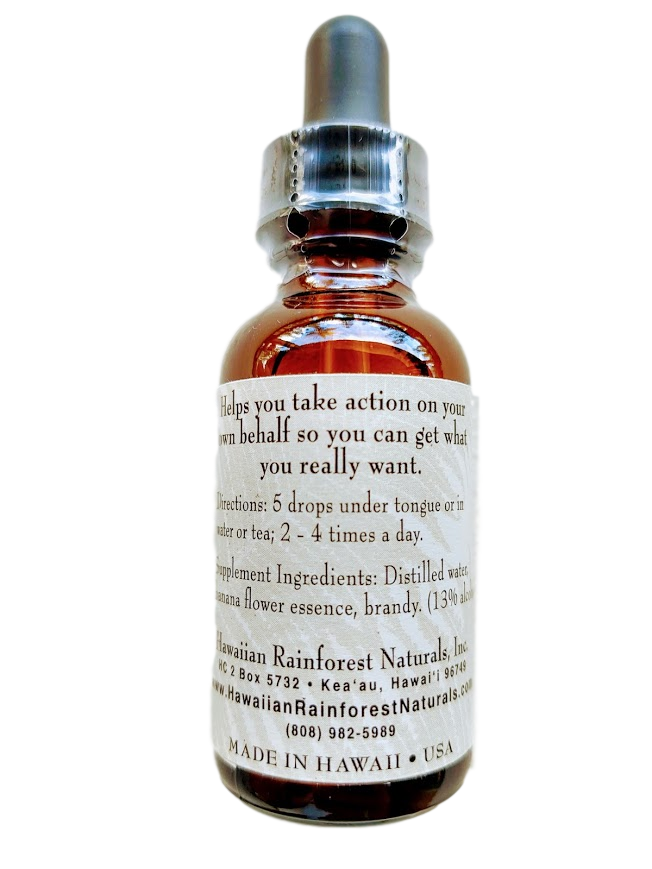 Helps you take action on your
own behalf so you can get what
you really want.
Directions: 5 drops under tongue or in
water or tea; 2 - 4 times a day.
Supplement Ingredients: Distilled water,
banana flower essence, brandy. (13%
Hawaiian Rainforest Naturals, Inc.
HC 2 Box 5732 • Kea'au, Hawai'i 96749
www.HawaiianRainforestNaturals.com
(808) 982-5989
MADE IN HAWAII • USA